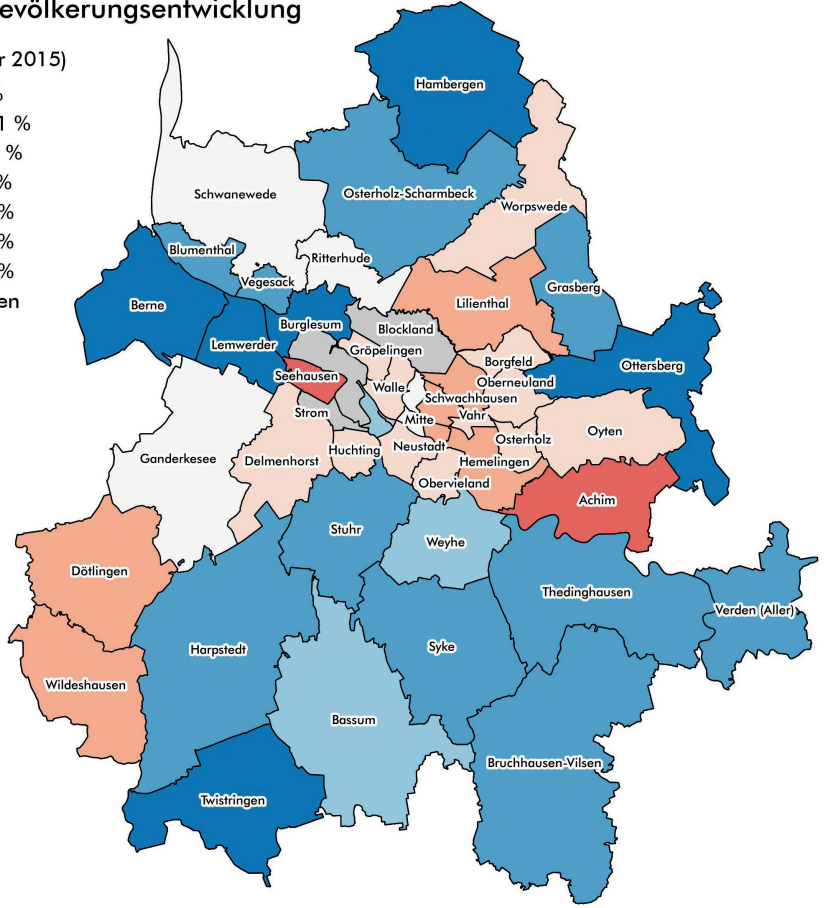 evölkerungsentwicklung
r 2015)
%
1 %
%
%
%
%
%
en
Hambergen
Schwanewede
Osterholz-Scharmbeck
Worpswede
Blumenthal
Ritterhude
Vegesack
Grasberg
Berne
Lilienthal
Burglesum
Blockland
Lemwerder
Gröpelingen
Borgfeld
Ottersberg
Seehausen
Walle
Oberneuland
Schwachhausen
Strom
Mitte
Vahr
Oyten
Osterholz
Neustadt
Huchting
Ganderkesee
Delmenhorst
Hemelingen
Obervieland
Achim
Stuhr
Weyhe
Dötlingen
Thedinghausen
Verden (Aller)
Harpstedt
Syke
Wildeshausen
Bassum
Bruchhausen-Vilsen
Twistringen